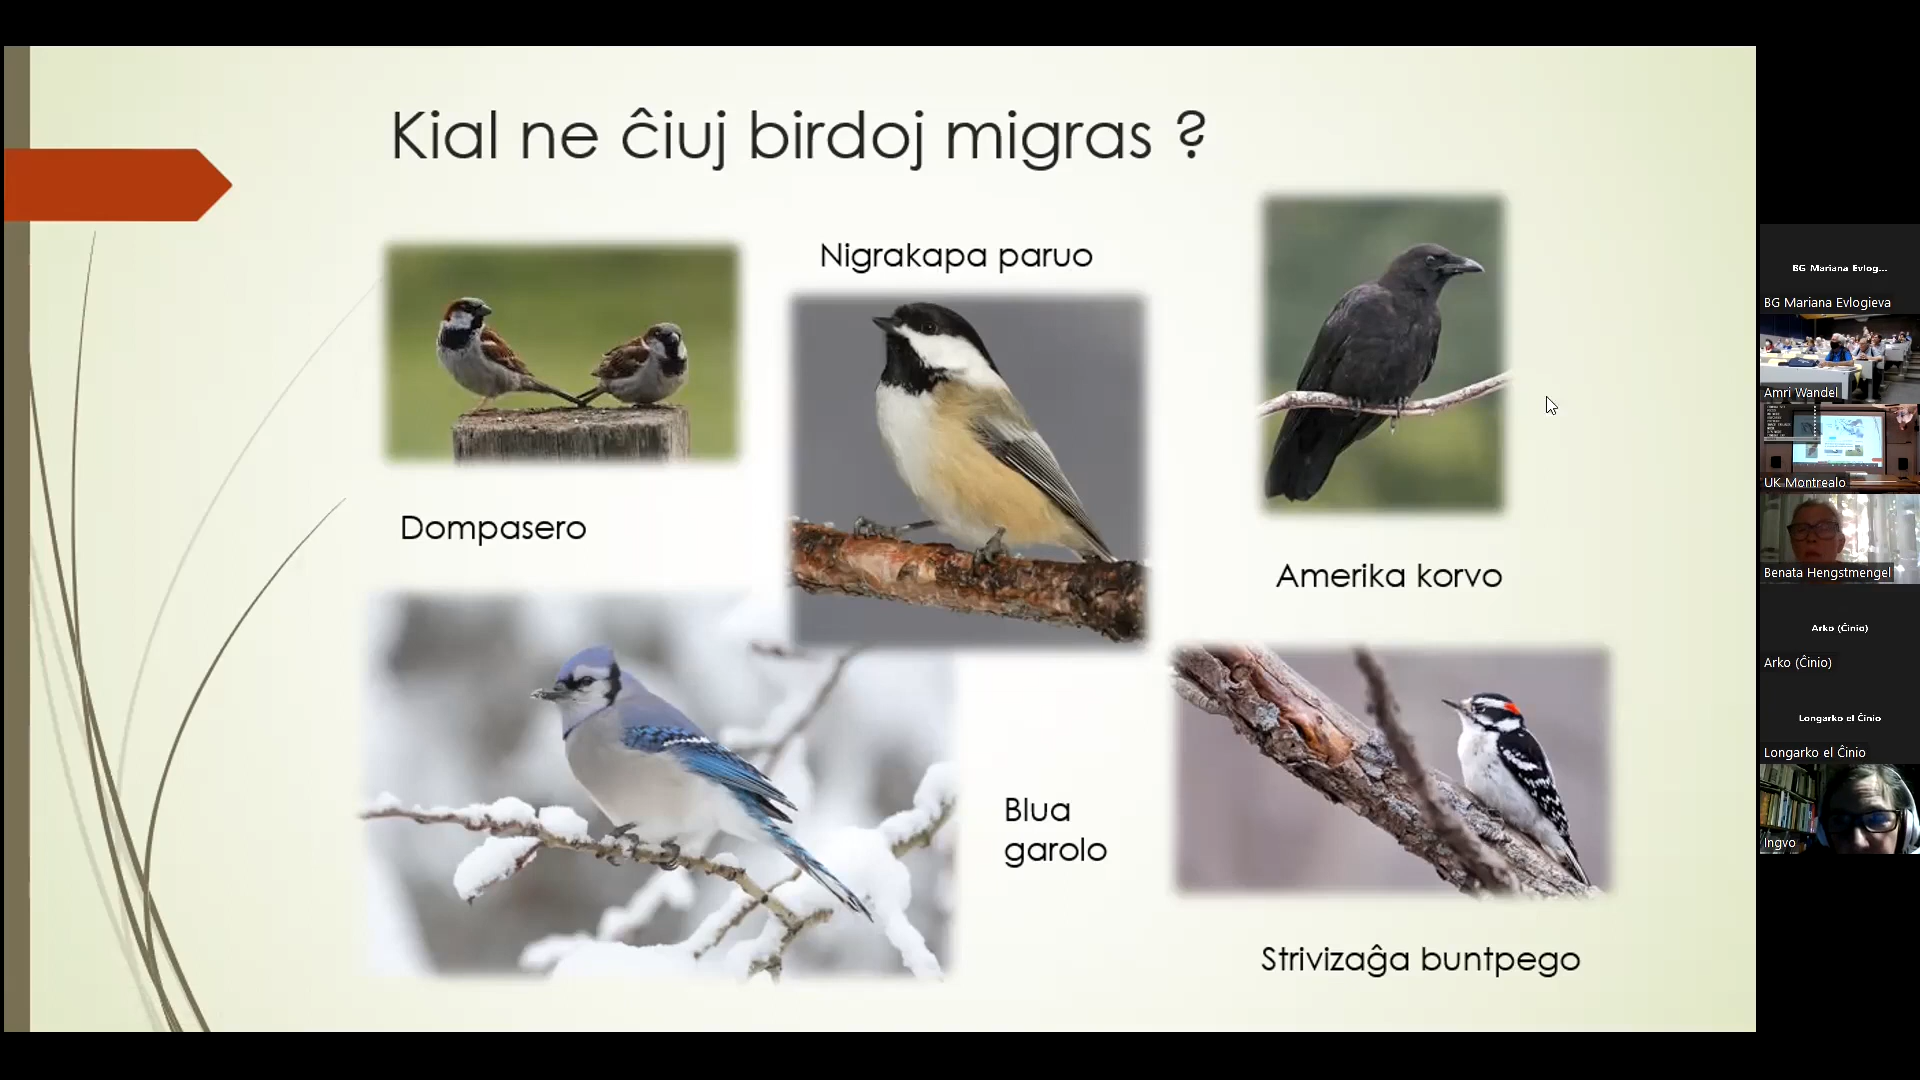 Kial ne ĉiuj birdoj migras ?
Nigrakapa paruo
Dompasero
Amerika korvo
Blua
garolo
Strivizaĝa buntpego
BG Mariana Evlog...
BG Mariana Evlogieva
Amri Wandel
UK Montrealo
Benata Hengstmengel
Arko (Ĉinio)
Arko (Ĉinio)
Longarko el Ĉinio
Longarko el Ĉinio
Ingvo